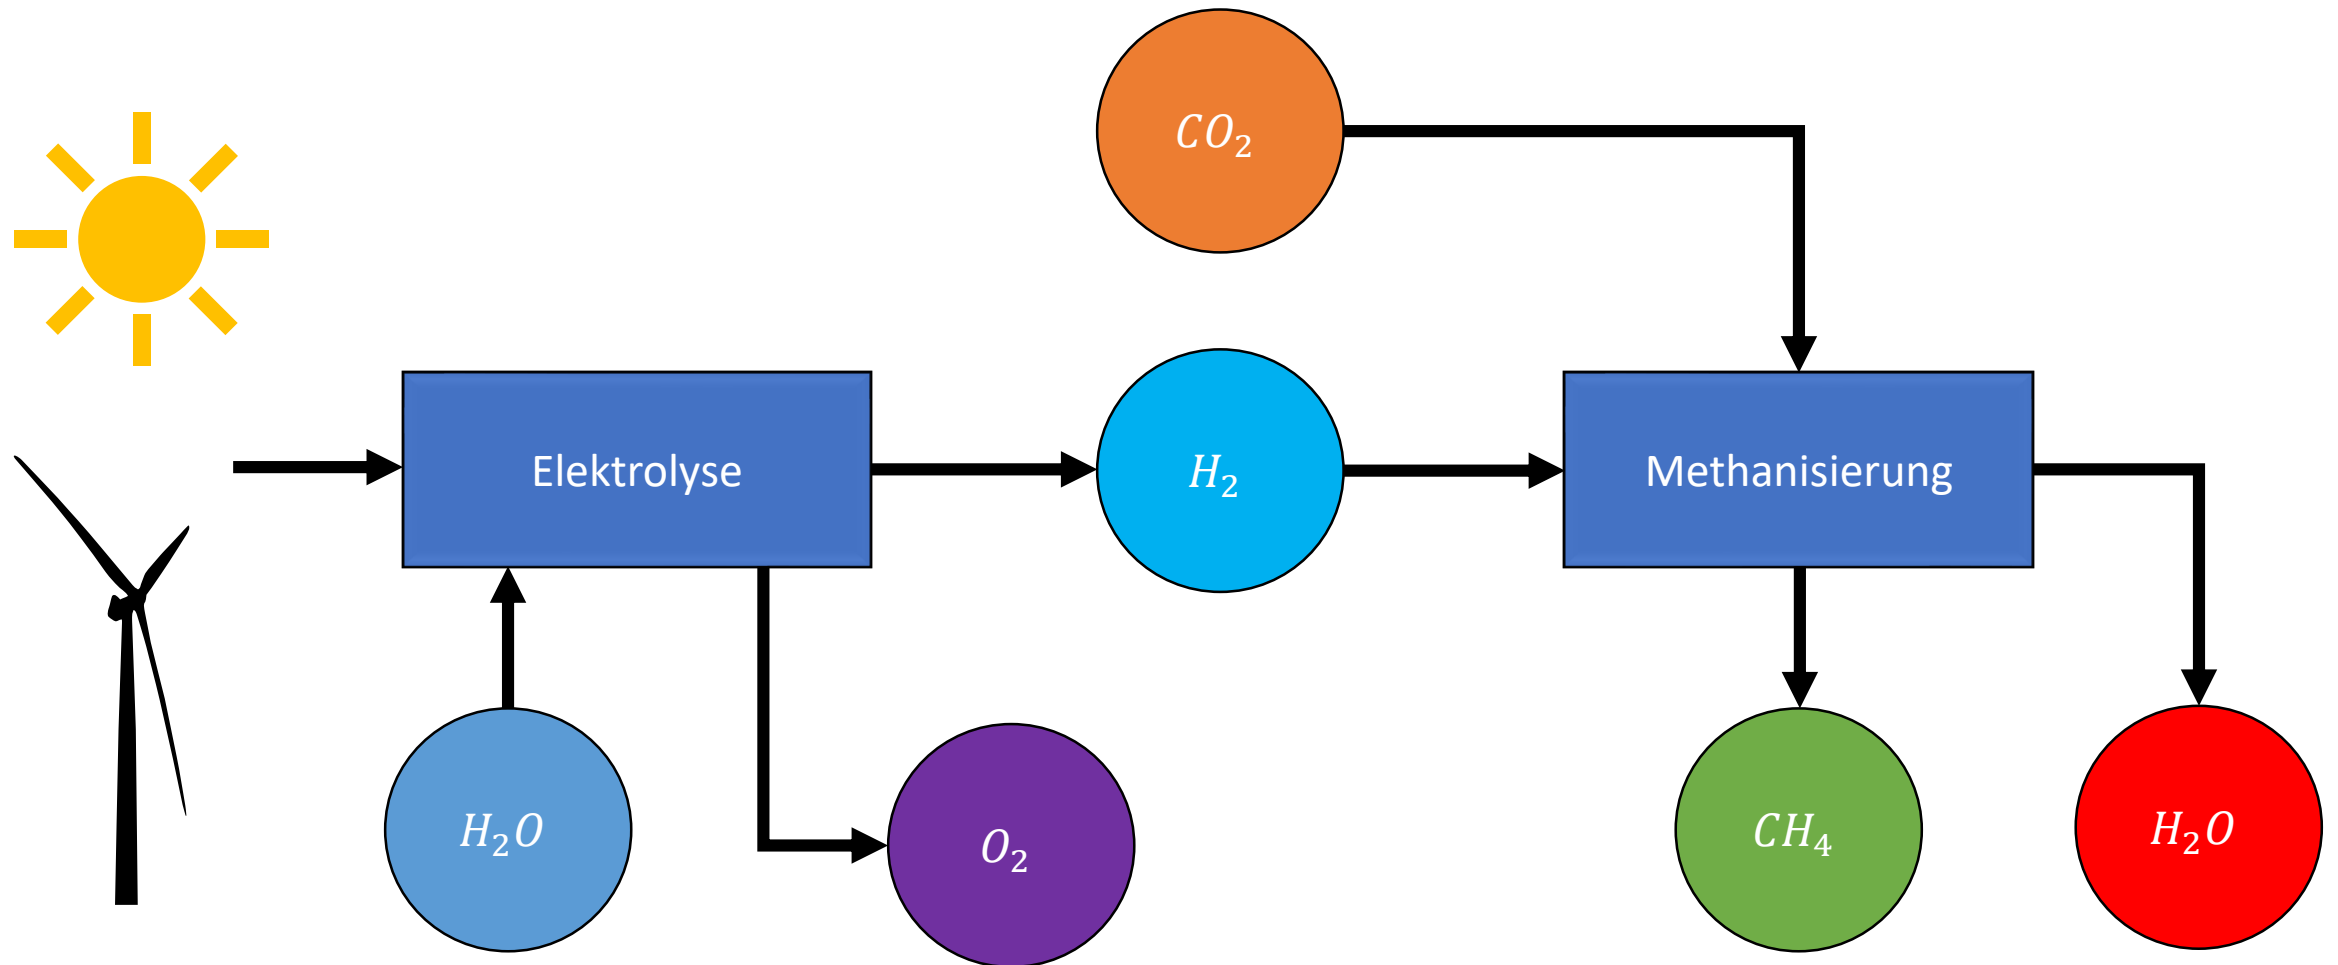 CO₂
Elektrolyse
H₂
Methanisierung
H₂O
O₂
CH₄
H₂O